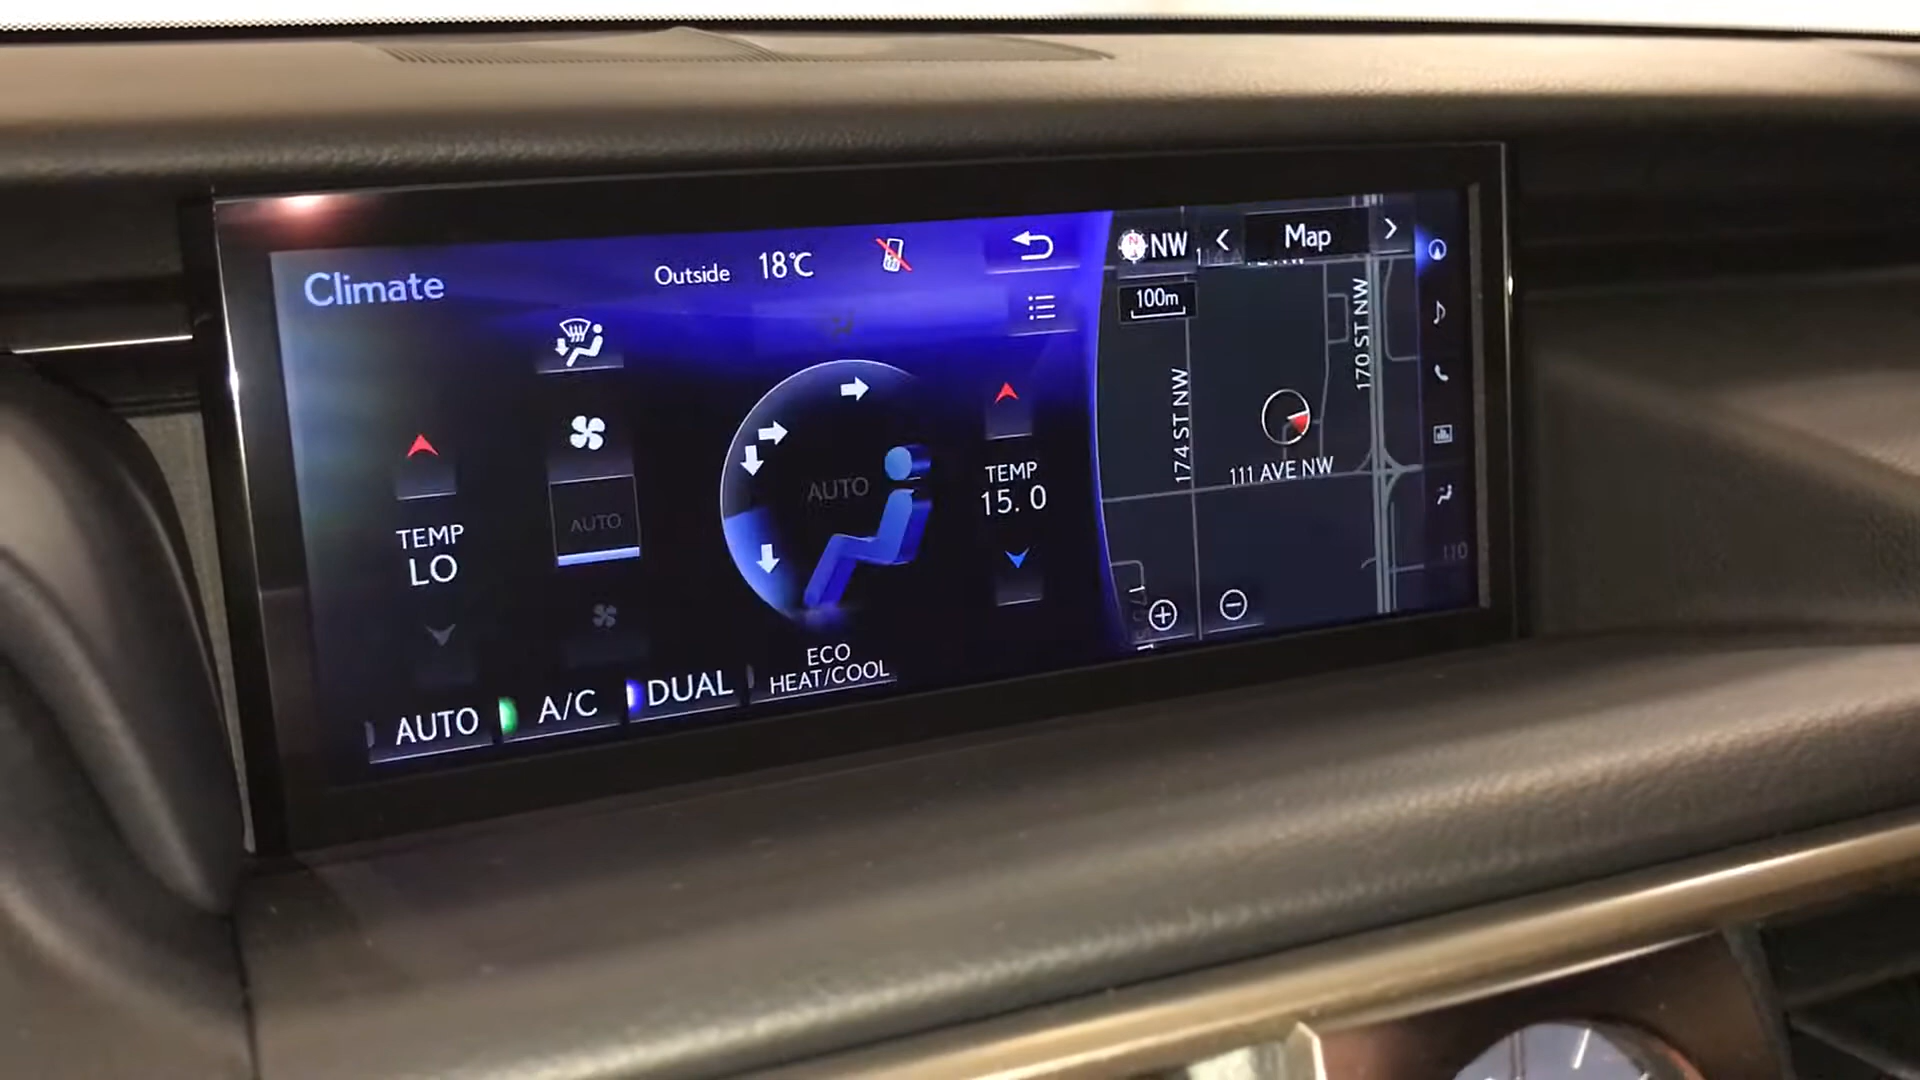 Climate
Outside 18°C
TEMP
LO
AUTO
AUTO
TEMP
15.0
AUTO
A/C
DUAL
ECO
HEAT/COOL
N NW
Map
100m
174 ST NW
170 ST NW
111 AVE NW
110